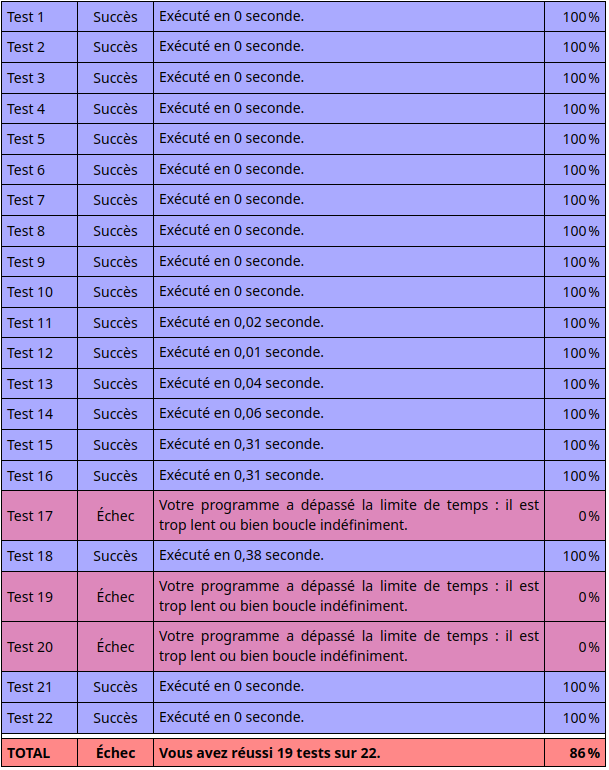 Test 1 Succès Exécuté en 0 seconde. 100 %
Test 2 Succès Exécuté en 0 seconde. 100 %
Test 3 Succès Exécuté en 0 seconde. 100 %
Test 4 Succès Exécuté en 0 seconde. 100 %
Test 5 Succès Exécuté en 0 seconde. 100 %
Test 6 Succès Exécuté en 0 seconde. 100 %
Test 7 Succès Exécuté en 0 seconde. 100 %
Test 8 Succès Exécuté en 0 seconde. 100 %
Test 9 Succès Exécuté en 0 seconde. 100 %
Test 10 Succès Exécuté en 0 seconde. 100 %
Test 11 Succès Exécuté en 0,02 seconde. 100 %
Test 12 Succès Exécuté en 0,01 seconde. 100 %
Test 13 Succès Exécuté en 0,04 seconde. 100 %
Test 14 Succès Exécuté en 0,06 seconde. 100 %
Test 15 Succès Exécuté en 0,31 seconde. 100 %
Test 16 Succès Exécuté en 0,31 seconde. 100 %
Test 17 Échec Votre programme a dépassé la limite de temps : il est
trop lent ou bien boucle indéfiniment. 0 %
Test 18 Succès Exécuté en 0,38 seconde. 100 %
Test 19 Échec Votre programme a dépassé la limite de temps : il est
trop lent ou bien boucle indéfiniment. 0 %
Test 20 Échec Votre programme a dépassé la limite de temps : il est
trop lent ou bien boucle indéfiniment. 0 %
Test 21 Succès Exécuté en 0 seconde. 100 %
Test 22 Succès Exécuté en 0 seconde. 100 %
TOTAL Échec Vous avez réussi 19 tests sur 22. 86 %